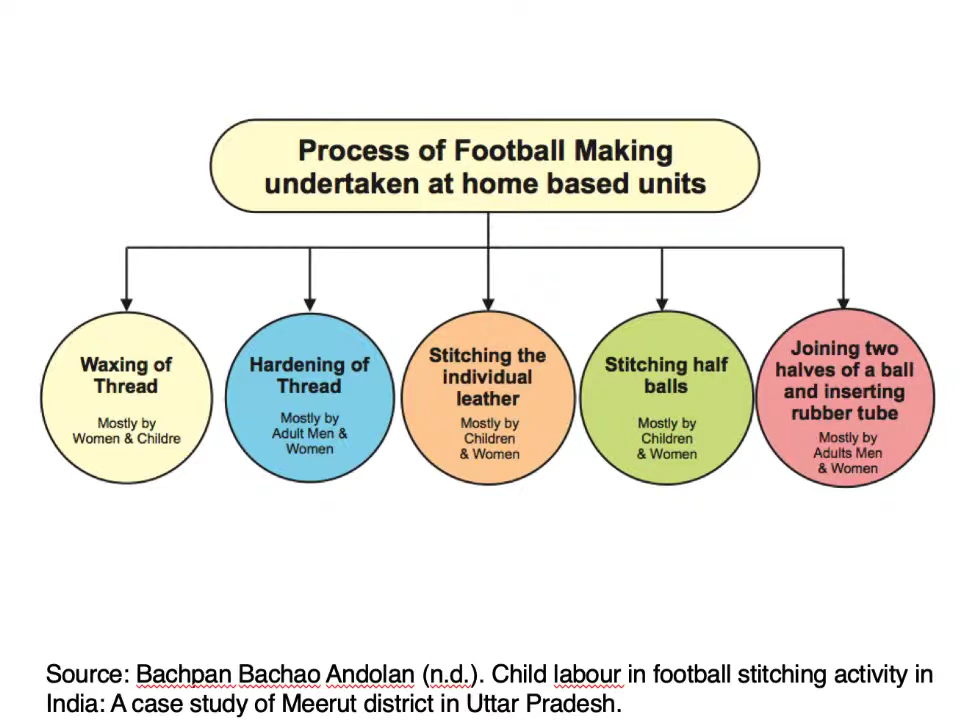 Process of Football Making
undertaken at home based units
Waxing of
Thread
Mostly by
Women & Childre
Hardening of
Thread
Mostly by
Adult Men &
Women
Stitching the
individual
leather
Mostly by
Children
& Women
Stitching half
balls
Mostly by
Children
& Women
Joining two
halves of a ball
and inserting
rubber tube
Mostly by
Adults Men
& Women
Source: Bachpan Bachao Andolan (n.d.). Child labour in football stitching activity in
India: A case study of Meerut district in Uttar Pradesh.